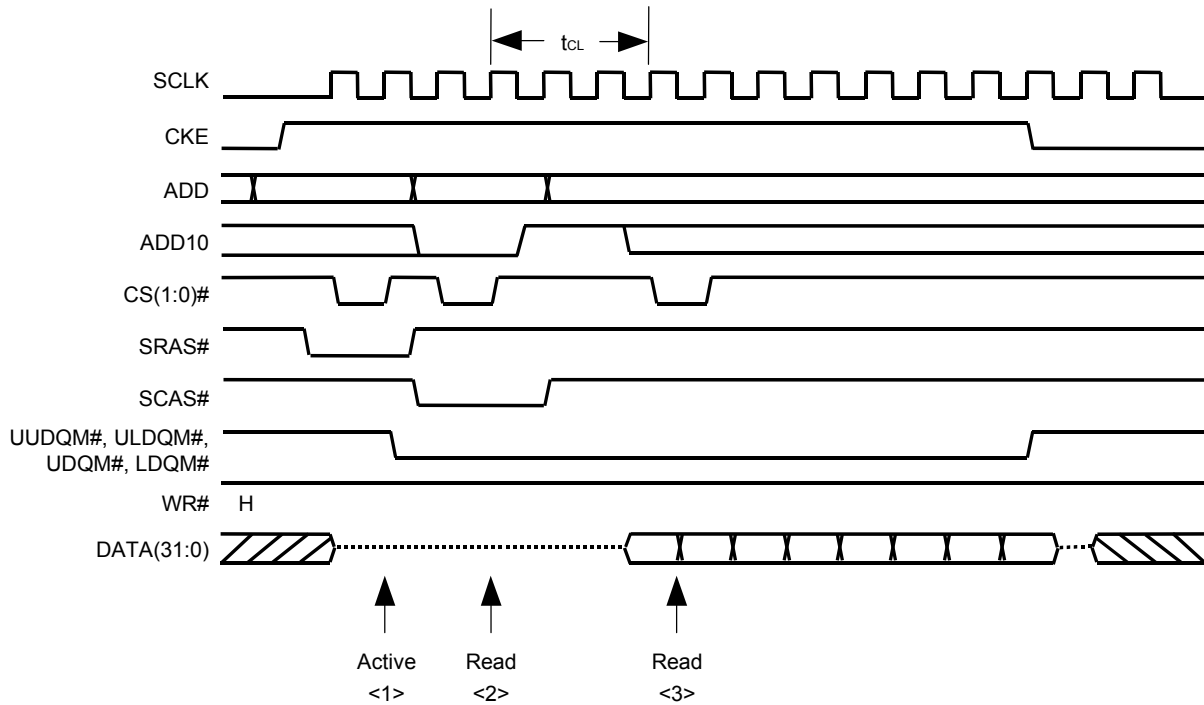 tCL
SCLK
CKE
ADD
ADD10
CS(1:0)#
SRAS#
SCAS#
UUDQM#, ULDQM#,
UDQM#, LDQM#
WR# H
DATA(31:0)
Active Read Read
<1> <2> <3>